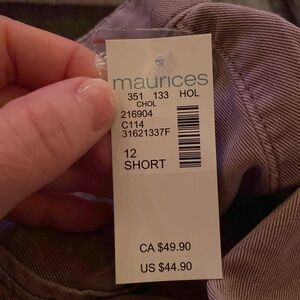 maurices
351 133 HOL
CHOL
216904
C114
31621337F
12
SHORT
CA $49.90
US $44.90